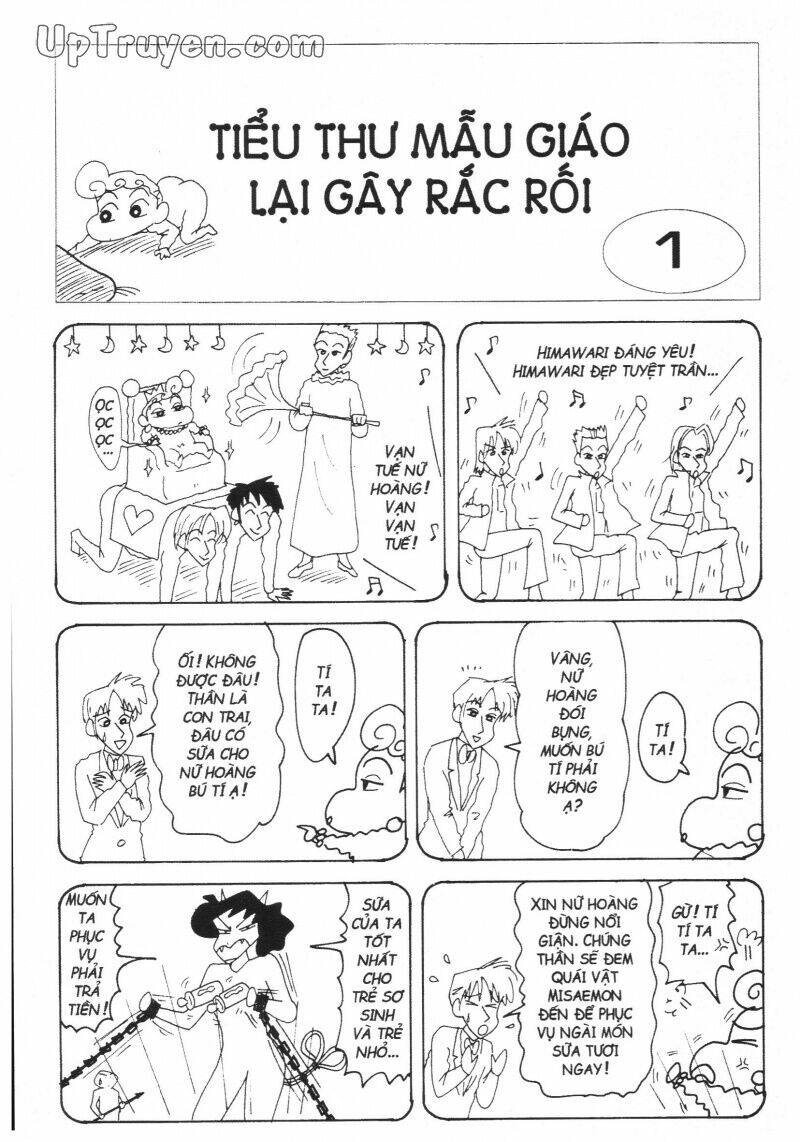 UpTruyen.com
TIỂU THƯ MẪU GIÁO
LẠI GÂY RẮC RỐI
1
ỌC
ỌC
ỌC
...
VẠN
TUẾ NỮ
HOÀNG!
VẠN
VẠN
TUẾ!
HIMAWARI ĐÁNG YÊU!
HIMAWARI ĐẸP TUYỆT TRẦN...
ỐI! KHÔNG
ĐƯỢC ĐÂU!
THẦN LÀ
CON TRAI,
ĐÂU CÓ
SỮA CHO
NỮ HOÀNG
BÚ TÍ Ạ!
TÍ
TA
TA!
VÂNG,
NỮ
HOÀNG
ĐÓI
BỤNG,
MUỐN BÚ
TÍ PHẢI
KHÔNG
Ạ?
TÍ
TA!
MUỐN
TA
PHỤC
VỤ
PHẢI
TRẢ
TIỀN!
SỮA
CỦA TA
TỐT
NHẤT
CHO
TRẺ SƠ
SINH
VÀ TRẺ
NHỎ...
XIN NỮ HOÀNG
ĐỪNG NỔI
GIẬN. CHÚNG
THẦN SẼ ĐEM
QUÁI VẬT
MISAEMON
ĐẾN ĐỂ PHỤC
VỤ NGÀI MÓN
SỮA TƯƠI
NGAY!
GỪ! TÍ
TÍ TA
TA...